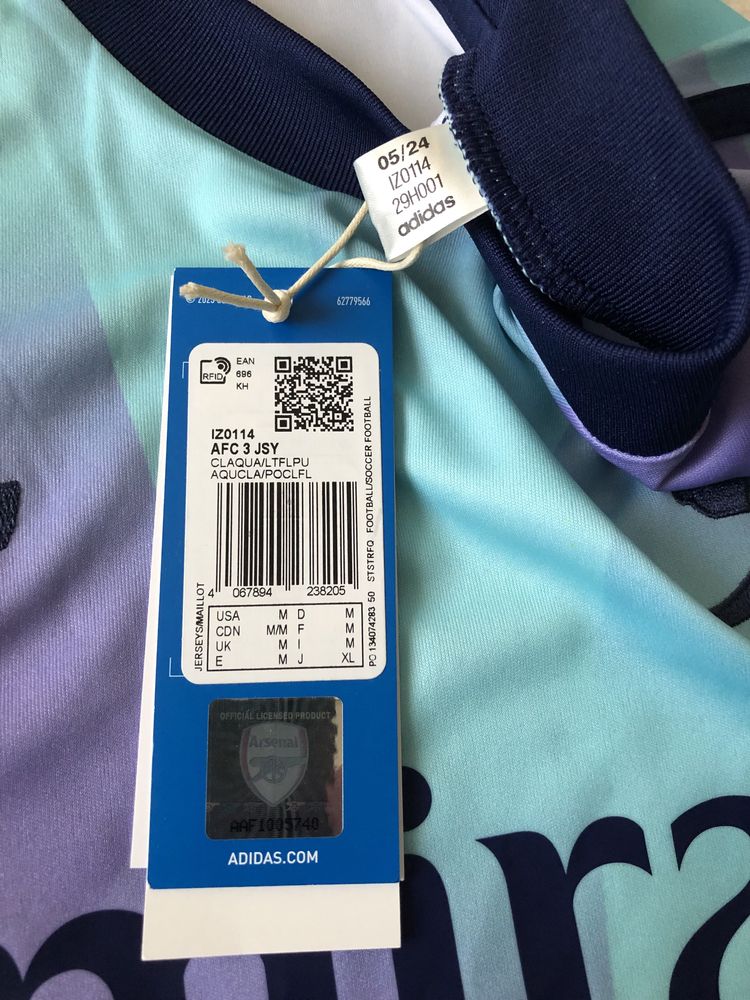 05/24
IZ0114
29H001
adidas
62779566
RFID
EAN
696
KH
IZ0114
AFC 3 JSY
CLAQUA/LTFLPU
AQUCLA/POCLFL
4 067894 238205
USA M D M
CDN M/M F M
UK M I M
E M J XL
JERSEYS/MAILLOT
PO 134074283 50 STSTRFQ FOOTBALL/SOCCER FOOTBALL
OFFICIAL LICENSED PRODUCT
Arsenal
AAF1005740
ADIDAS.COM